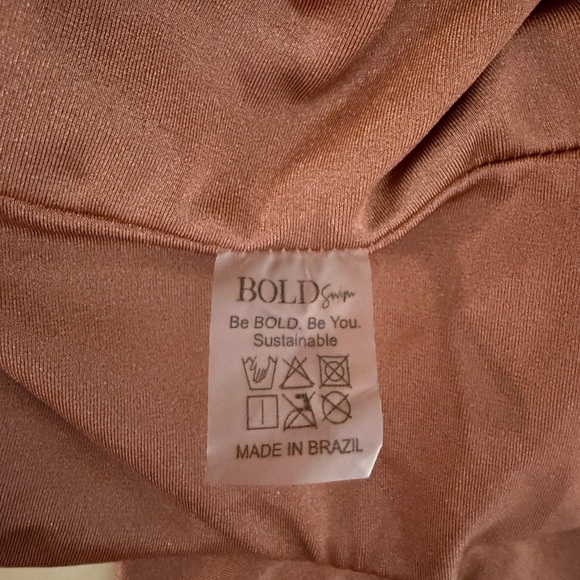 BOLD Swim
Be BOLD. Be You.
Sustainable
MADE IN BRAZIL